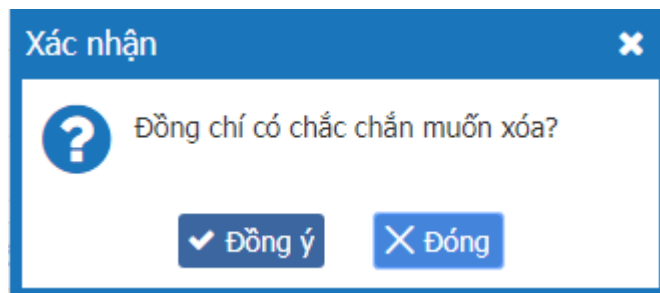 Xác nhận
Đồng chí có chắc chắn muốn xóa?
Đồng ý
Đóng